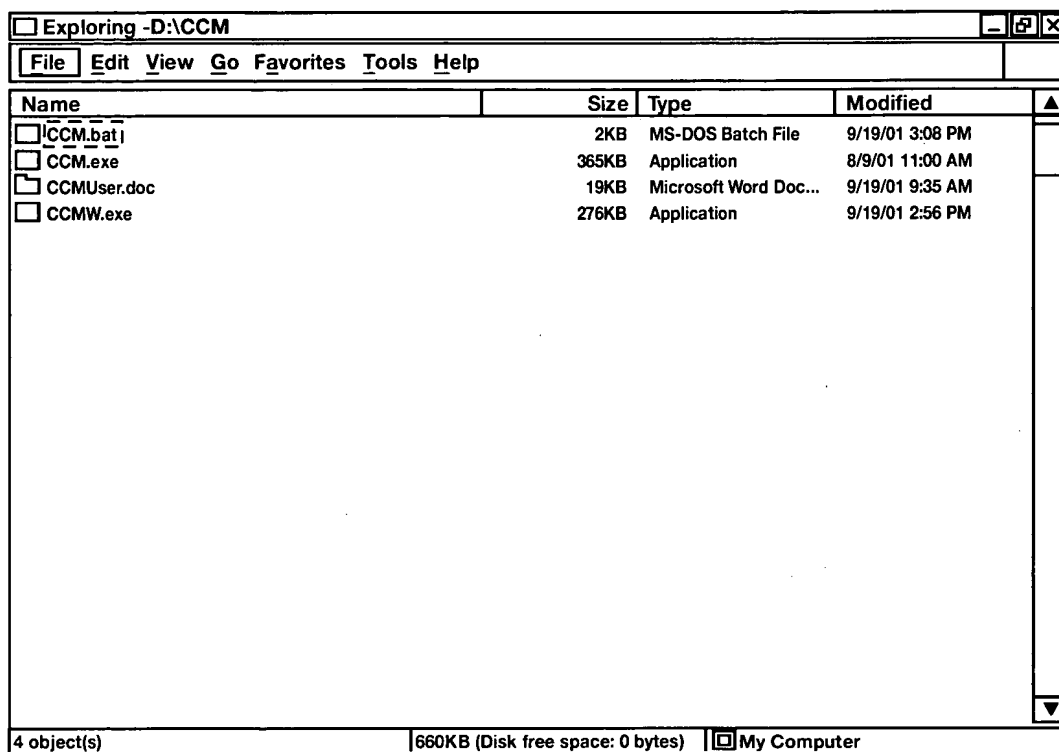 Exploring -D:\CCM
File Edit View Go Favorites Tools Help
Name Size Type Modified
CCM.bat 2KB MS-DOS Batch File 9/19/01 3:08 PM
CCM.exe 365KB Application 8/9/01 11:00 AM
CCMUser.doc 19KB Microsoft Word Doc... 9/19/01 9:35 AM
CCMW.exe 276KB Application 9/19/01 2:56 PM
4 object(s) 660KB (Disk free space: 0 bytes) My Computer